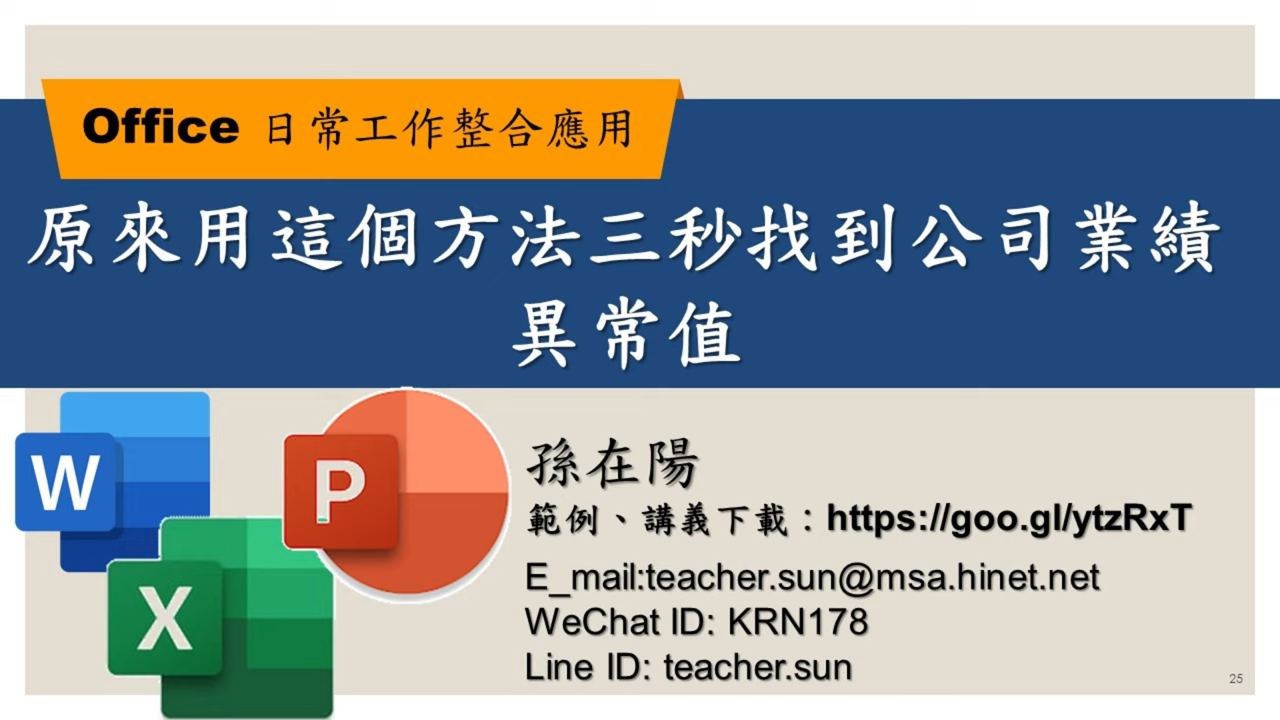 Office 日常工作整合應用
原來用這個方法三秒找到公司業績
異常值
W
P
X
孫在陽
範例、講義下載：https://goo.gl/ytzRxT
E_mail:teacher.sun@msa.hinet.net
WeChat ID: KRN178
Line ID: teacher.sun
25